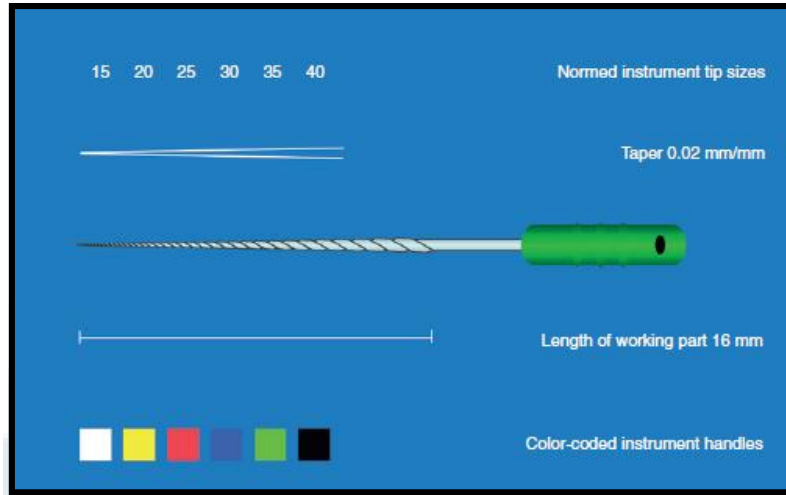 15 20 25 30 35 40 Normed instrument tip sizes
Taper 0.02 mm/mm
Length of working part 16 mm
Color-coded instrument handles